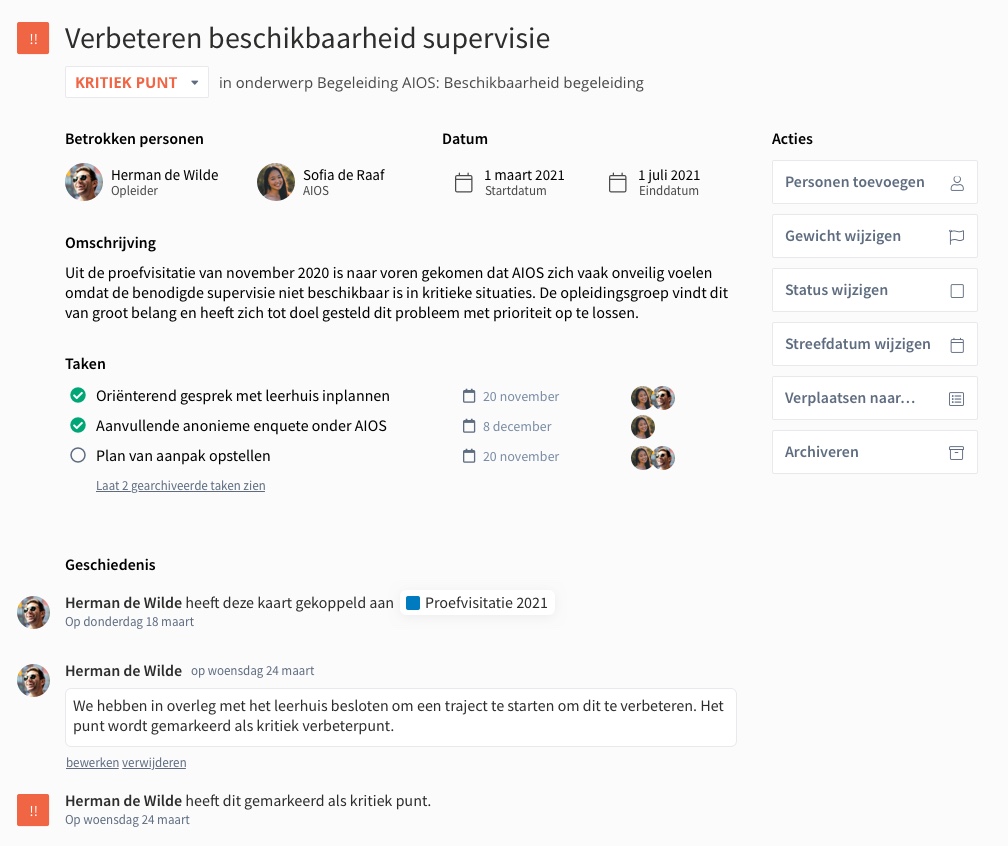 !!
Verbeteren beschikbaarheid supervisie
KRITIEK PUNT
in onderwerp Begeleiding AIOS: Beschikbaarheid begeleiding
Betrokken personen
Herman de Wilde
Opleider
Sofia de Raaf
AIOS
Datum
1 maart 2021
Startdatum
1 juli 2021
Einddatum
Omschrijving
Uit de proefvisitatie van november 2020 is naar voren gekomen dat AIOS zich vaak onveilig voelen
omdat de benodigde supervisie niet beschikbaar is in kritieke situaties. De opleidingsgroep vindt dit
van groot belang en heeft zich tot doel gesteld dit probleem met prioriteit op te lossen.
Taken
Oriënterend gesprek met leerhuis inplannen
20 november
Aanvullende anonieme enquete onder AIOS
8 december
Plan van aanpak opstellen
20 november
Laat 2 gearchiveerde taken zien
Acties
Personen toevoegen
Gewicht wijzigen
Status wijzigen
Streefdatum wijzigen
Verplaatsen naar…
Archiveren
Geschiedenis
Herman de Wilde heeft deze kaart gekoppeld aan Proefvisitatie 2021
Op donderdag 18 maart
Herman de Wilde op woensdag 24 maart
We hebben in overleg met het leerhuis besloten om een traject te starten om dit te verbeteren. Het
punt wordt gemarkeerd als kritiek verbeterpunt.
bewerken verwijderen
!!
Herman de Wilde heeft dit gemarkeerd als kritiek punt.
Op woensdag 24 maart